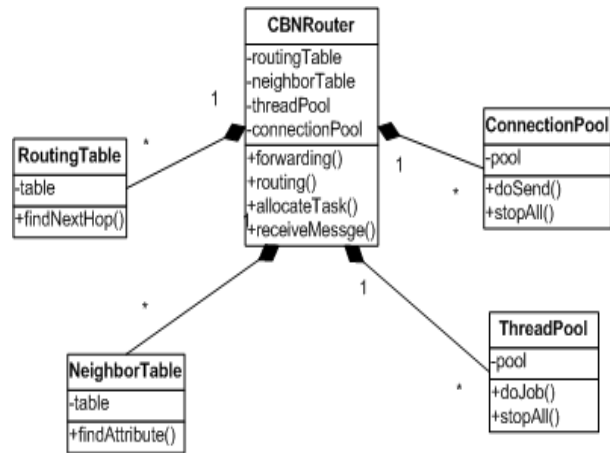 CBNRouter
-routingTable
-neighborTable
-threadPool
-connectionPool
+forwarding()
+routing()
+allocateTask()
+receiveMessge()
1
*
RoutingTable
-table
+findNextHop()
1
*
ConnectionPool
-pool
+doSend()
+stopAll()
1
*
NeighborTable
-table
+findAttribute()
1
*
ThreadPool
-pool
+doJob()
+stopAll()